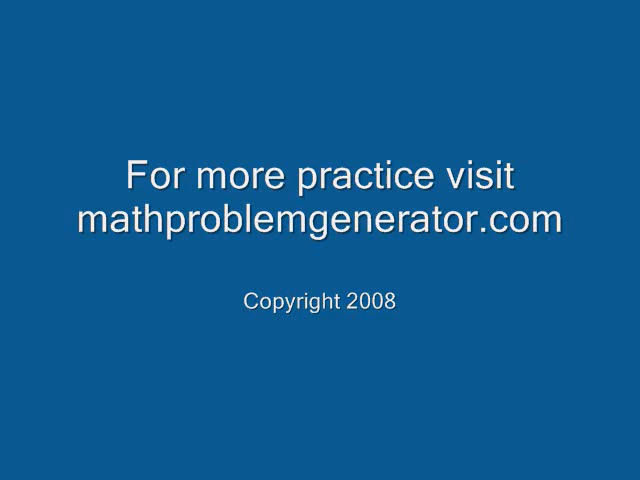 For more practice visit
mathproblemgenerator.com
Copyright 2008